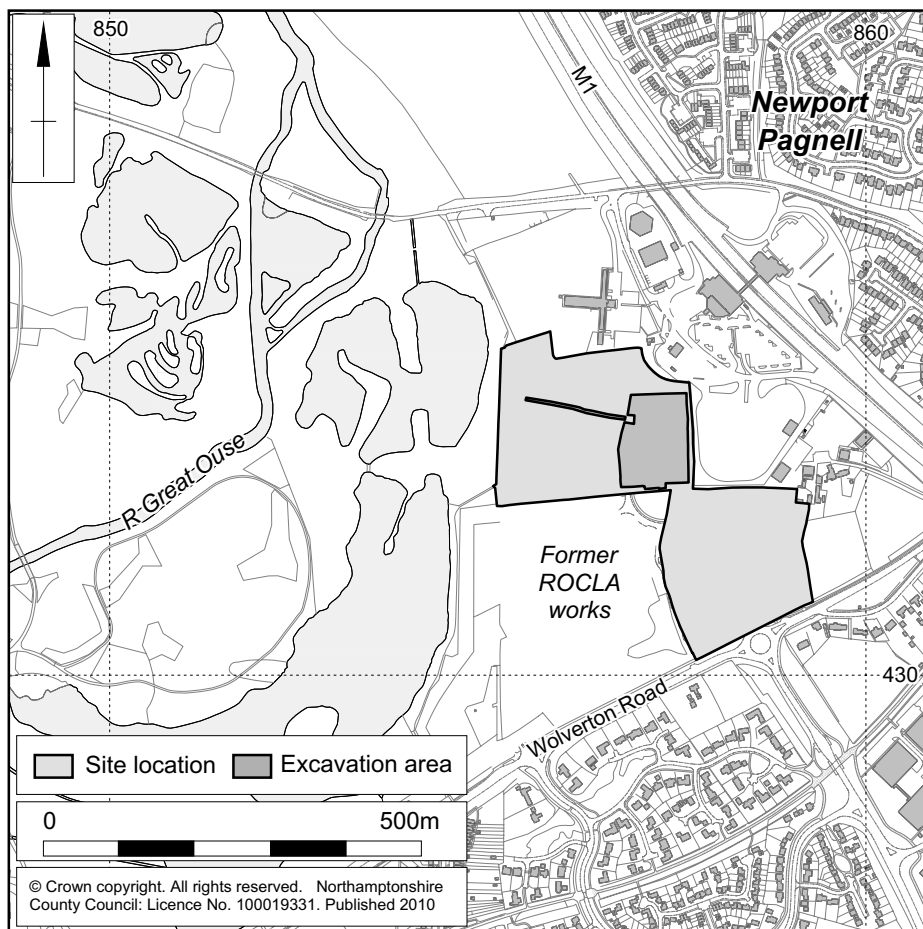 850
860
M1
Newport
Pagnell
R Great Ouse
Former
ROCLA
works
430
Wolverton Road
Site location
Excavation area
0
500m
© Crown copyright. All rights reserved. Northamptonshire
County Council: Licence No. 100019331. Published 2010